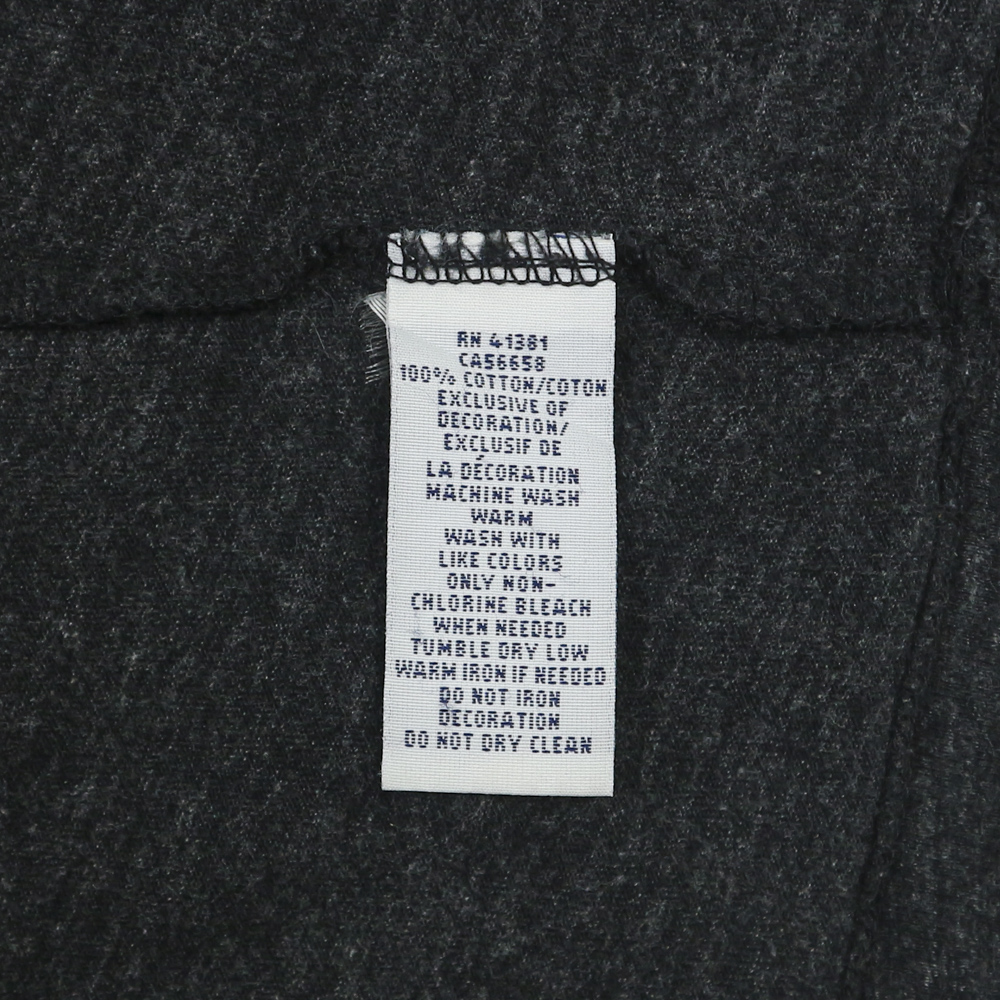 RN 41381
CA56658
100% COTTON/COTON
EXCLUSIVE OF
DECORATION/
EXCLUSIF DE
LA DÉCORATION
MACHINE WASH
WARM
WASH WITH
LIKE COLORS
ONLY NON-
CHLORINE BLEACH
WHEN NEEDED
TUMBLE DRY LOW
WARM IRON IF NEEDED
DO NOT IRON
DECORATION
DO NOT DRY CLEAN